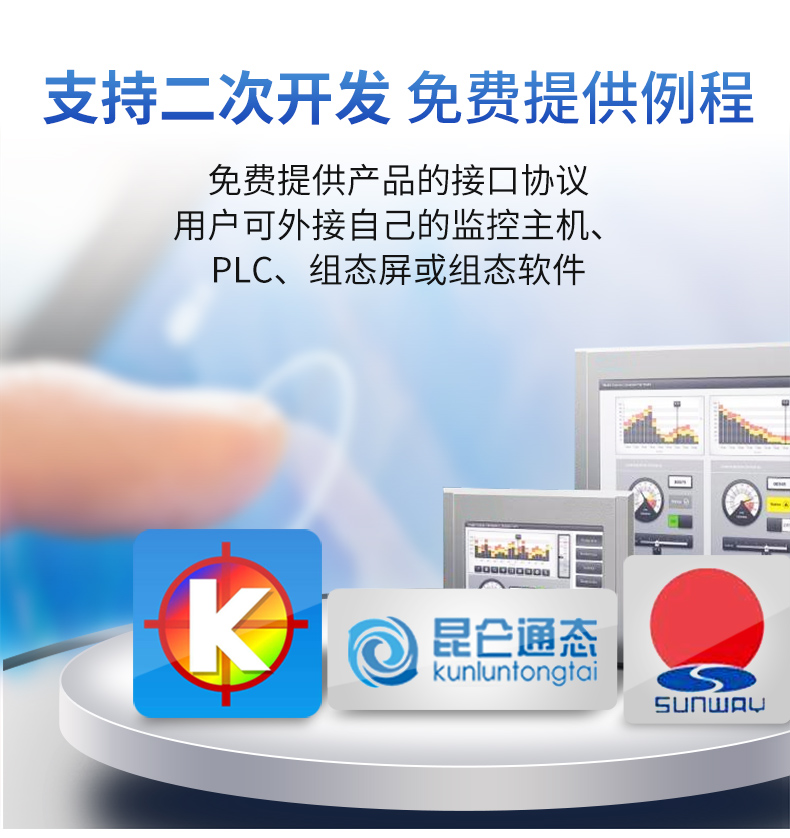 支持二次开发 免费提供例程
免费提供产品的接口协议
用户可外接自己的监控主机、
PLC、组态屏或组态软件
K
昆仑通态
kunluntongtai
SUNWAY